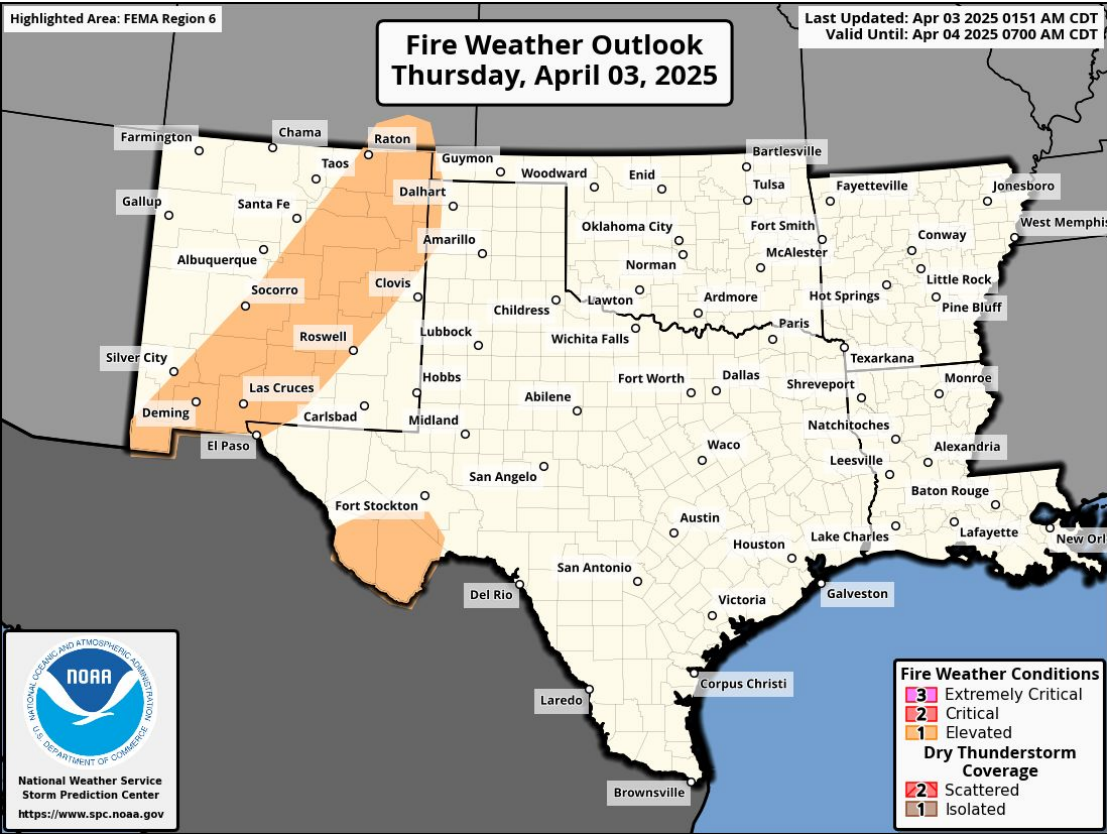 Highlighted Area: FEMA Region 6
Last Updated: Apr 03 2025 0151 AM CDT
Valid Until: Apr 04 2025 0700 AM CDT
Fire Weather Outlook
Thursday, April 03, 2025
Farmington
Chama
Raton
Taos
Guymon
Woodward
Enid
Bartlesville
Tulsa
Fayetteville
Jonesboro
Gallup
Santa Fe
Dalhart
West Memphis
Albuquerque
Amarillo
Oklahoma City
Fort Smith
Conway
Norman
McAlester
Little Rock
Socorro
Clovis
Childress
Lawton
Ardmore
Hot Springs
Pine Bluff
Roswell
Lubbock
Wichita Falls
Paris
Texarkana
Silver City
Las Cruces
Hobbs
Fort Worth
Dallas
Shreveport
Monroe
Deming
Carlsbad
Midland
Abilene
Natchitoches
El Paso
San Angelo
Waco
Leesville
Alexandria
Fort Stockton
Austin
Baton Rouge
Houston
Lake Charles
Lafayette
New Orl
San Antonio
Del Rio
Victoria
Galveston
Laredo
Corpus Christi
Brownsville
NATIONAL OCEANIC AND ATMOSPHERIC ADMINISTRATION
NOAA
U.S. DEPARTMENT OF COMMERCE
National Weather Service
Storm Prediction Center
https://www.spc.noaa.gov
Fire Weather Conditions
3 Extremely Critical
2 Critical
1 Elevated
Dry Thunderstorm
Coverage
2 Scattered
1 Isolated